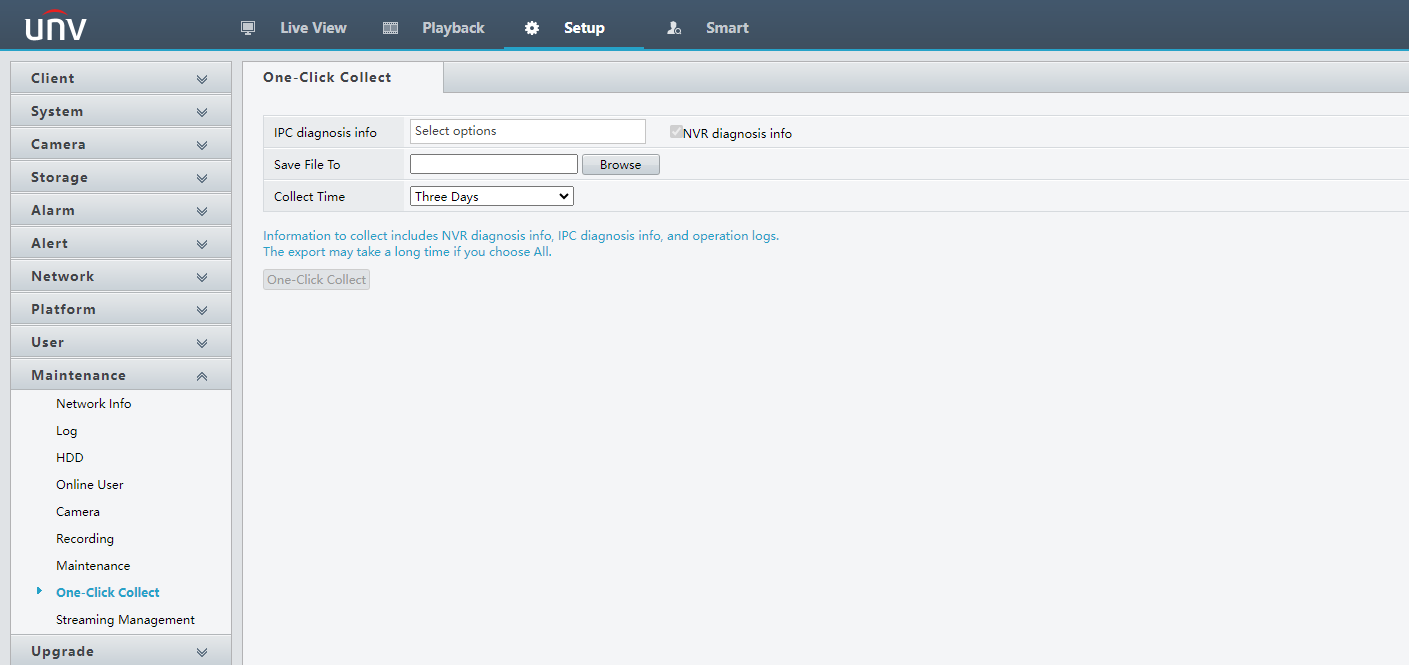 unv
Live View
Playback
Setup
Smart
Client
System
Camera
Storage
Alarm
Alert
Network
Platform
User
Maintenance
Network Info
Log
HDD
Online User
Camera
Recording
Maintenance
One-Click Collect
Streaming Management
Upgrade
One-Click Collect
IPC diagnosis info
Select options
NVR diagnosis info
Save File To
Browse
Collect Time
Three Days
Information to collect includes NVR diagnosis info, IPC diagnosis info, and operation logs.
The export may take a long time if you choose All.
One-Click Collect